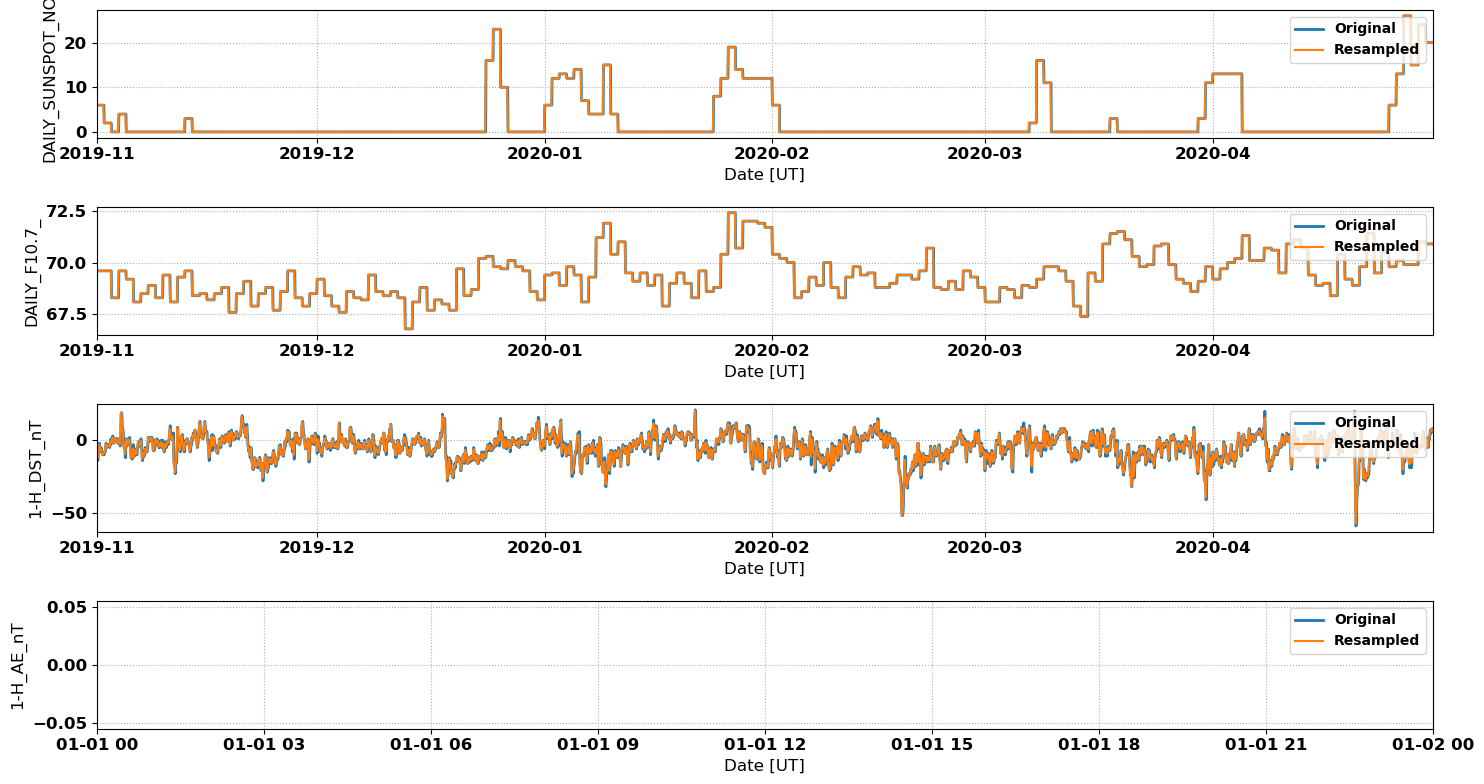 DAILY_SUNSPOT_NO
20
10
0
Original
Resampled
2019-11 2019-12 2020-01 2020-02 2020-03 2020-04
Date [UT]
DAILY_F10.7_
72.5
70.0
67.5
Original
Resampled
2019-11 2019-12 2020-01 2020-02 2020-03 2020-04
Date [UT]
1-H_DST_nT
0
−50
Original
Resampled
2019-11 2019-12 2020-01 2020-02 2020-03 2020-04
Date [UT]
1-H_AE_nT
0.05
0.00
−0.05
Original
Resampled
01-01 00 01-01 03 01-01 06 01-01 09 01-01 12 01-01 15 01-01 18 01-01 21 01-02 00
Date [UT]